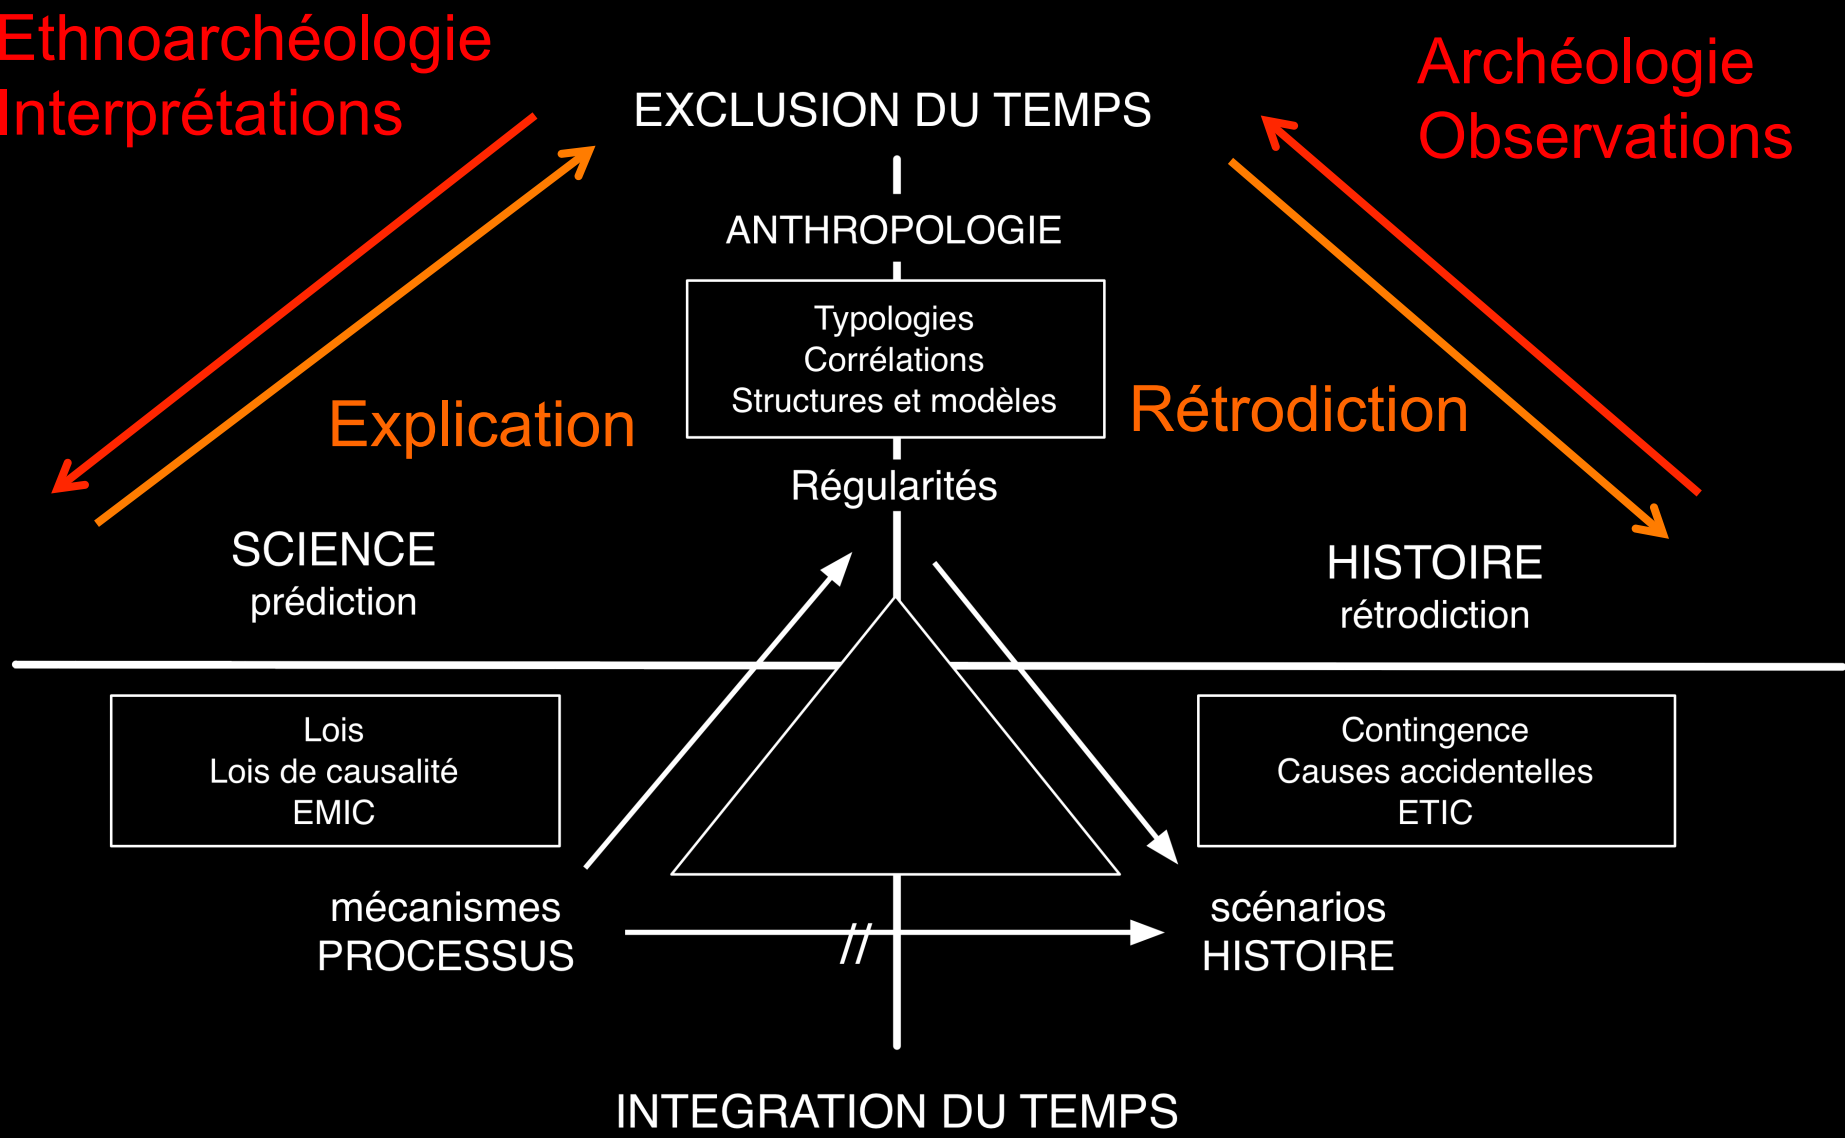 Ethnoarchéologie
Interprétations
Archéologie
Observations
EXCLUSION DU TEMPS
ANTHROPOLOGIE
Typologies
Corrélations
Structures et modèles
Explication
Rétrodiction
Régularités
SCIENCE
prédiction
HISTOIRE
rétrodiction
Lois
Lois de causalité
EMIC
Contingence
Causes accidentelles
ETIC
mécanismes
PROCESSUS
//
scénarios
HISTOIRE
INTEGRATION DU TEMPS